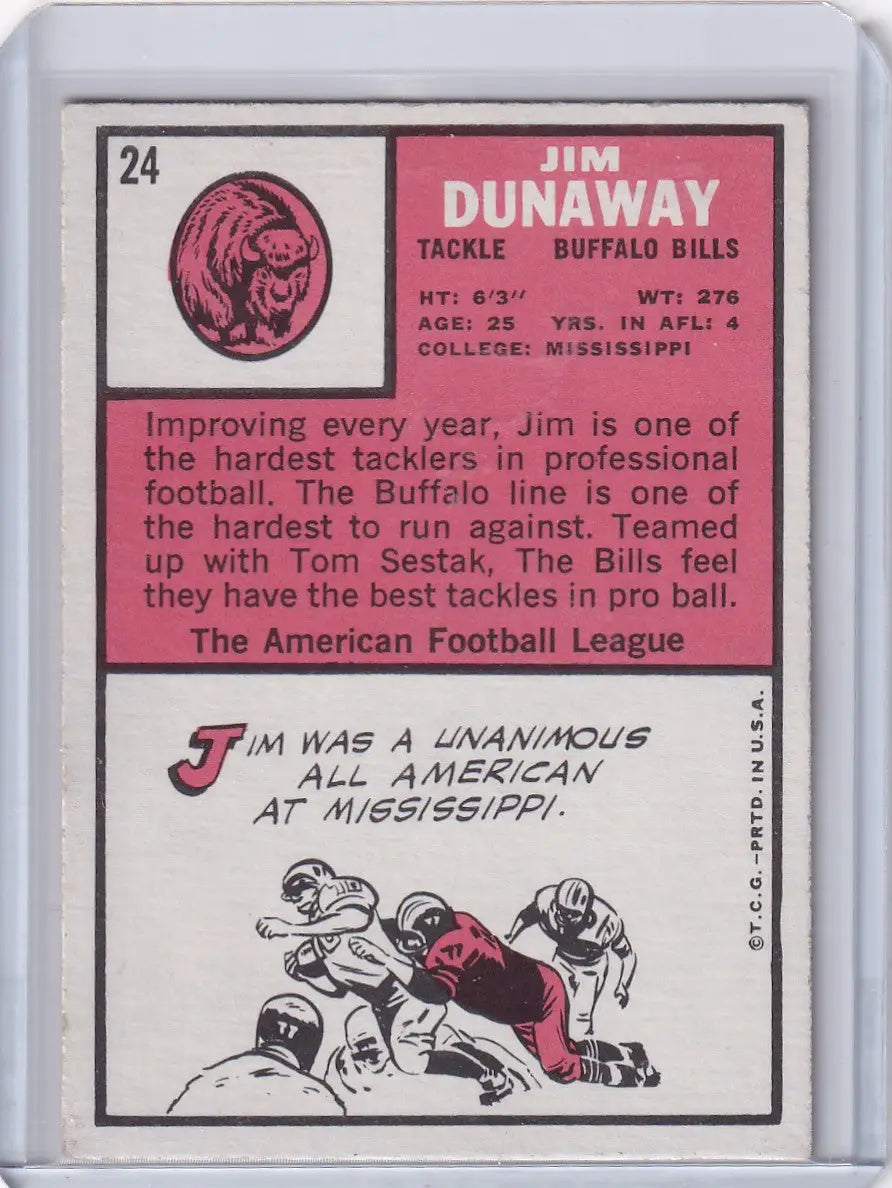 24
JIM
DUNAWAY
TACKLE BUFFALO BILLS
HT: 6'3" WT: 276
AGE: 25 YRS. IN AFL: 4
COLLEGE: MISSISSIPPI
Improving every year, Jim is one of
the hardest tacklers in professional
football. The Buffalo line is one of
the hardest to run against. Teamed
up with Tom Sestak, The Bills feel
they have the best tackles in pro ball.
The American Football League
JIM WAS A UNANIMOUS
ALL AMERICAN
AT MISSISSIPPI.
©T.C.G.–PRTD. IN U.S.A.